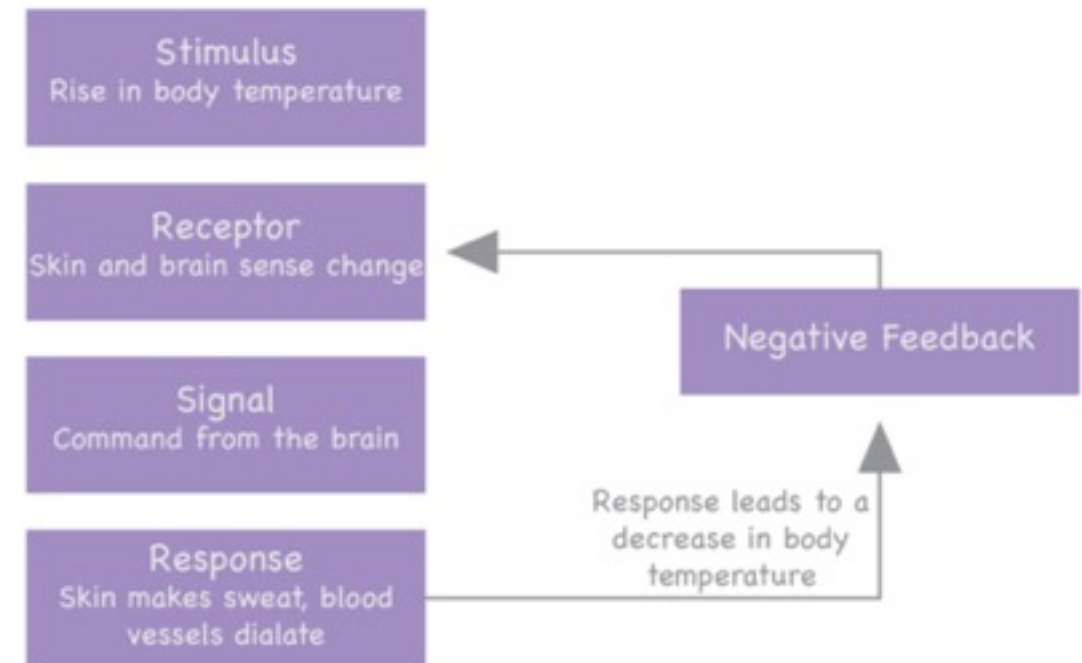 Stimulus
Rise in body temperature
Receptor
Skin and brain sense change
Signal
Command from the brain
Response
Skin makes sweat, blood
vessels dialate
Negative Feedback
Response leads to a
decrease in body
temperature